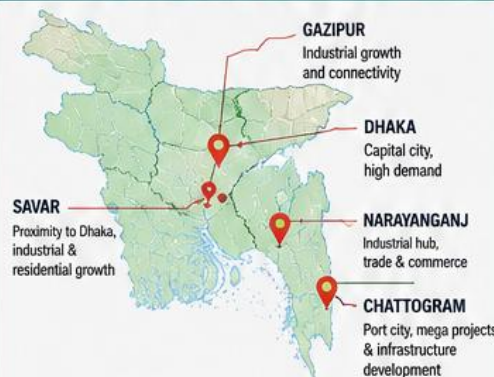 GAZIPUR
Industrial growth
and connectivity
DHAKA
Capital city,
high demand
SAVAR
Proximity to Dhaka,
industrial &
residential growth
NARAYANGANJ
Industrial hub,
trade & commerce
CHATTOGRAM
Port city, mega projects
& infrastructure
development